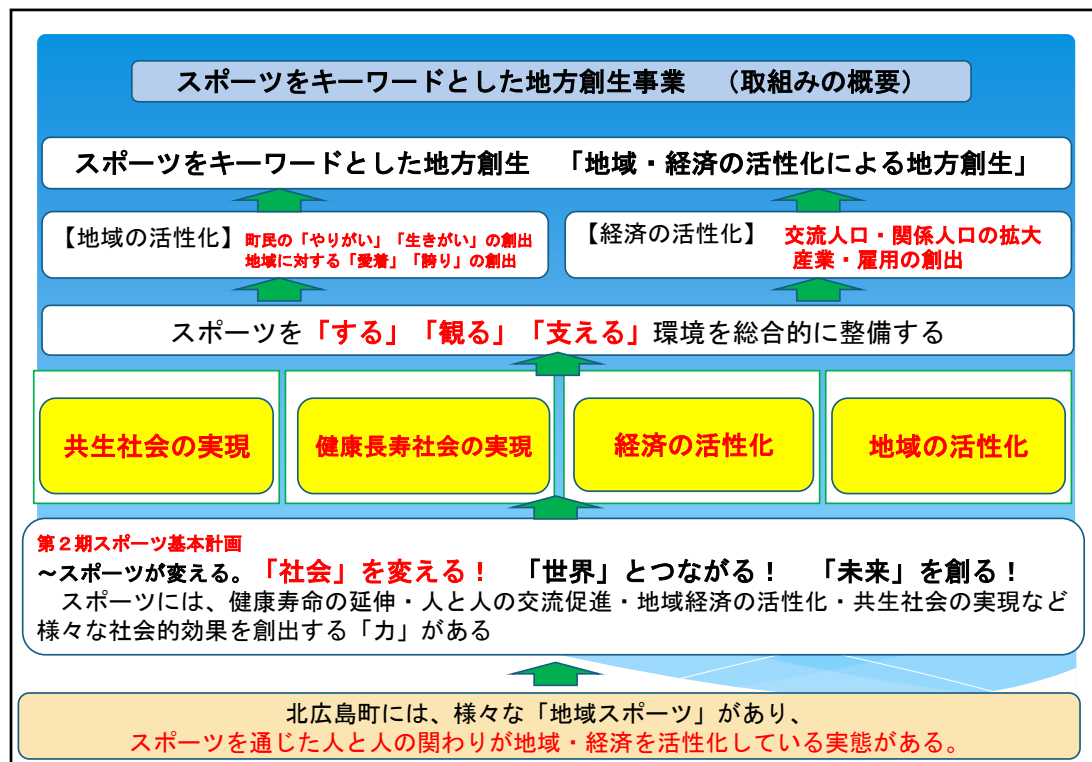 スポーツをキーワードとした地方創生事業　（取組みの概要）
スポーツをキーワードとした地方創生　「地域・経済の活性化による地方創生」
【地域の活性化】町民の「やりがい」「生きがい」の創出
地域に対する「愛着」「誇り」の創出
【経済の活性化】　交流人口・関係人口の拡大
産業・雇用の創出
スポーツを「する」「観る」「支える」環境を総合的に整備する
共生社会の実現
健康長寿社会の実現
経済の活性化
地域の活性化
第２期スポーツ基本計画
～スポーツが変える。「社会」を変える！　「世界」とつながる！　「未来」を創る！
　スポーツには、健康寿命の延伸・人と人の交流促進・地域経済の活性化・共生社会の実現など
様々な社会的効果を創出する「力」がある
北広島町には、様々な「地域スポーツ」があり、
スポーツを通じた人と人の関わりが地域・経済を活性化している実態がある。